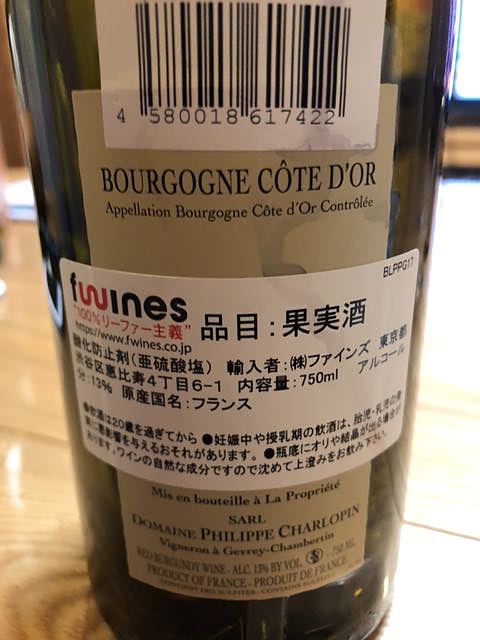 4 580018 617422
BOURGOGNE CÔTE D'OR
Appellation Bourgogne Côte d'Or Contrôlée
BLPPG17
fwines
"100%リーファー主義"
https://www.fwines.co.jp
品目：果実酒
酸化防止剤（亜硫酸塩） 輸入者：㈱ファインズ 東京都
渋谷区恵比寿4丁目6-1 内容量：750ml アルコール
分：13% 原産国名：フランス
●飲酒は20歳を過ぎてから ●妊娠中や授乳期の飲酒は、胎児・乳児の発
育に悪影響を与えるおそれがあります。 ●瓶底にオリや結晶が出る場合が
あります。ワインの自然な成分ですので沈めて上澄みをお飲み下さい。
Mis en bouteille à La Propriété
SARL
DOMAINE PHILIPPE CHARLOPIN
Vigneron à Gevrey-Chambertin
RED BURGUNDY WINE - ALC. 13% BY VOL. 750 ML
PRODUCT OF FRANCE - PRODUIT DE FRANCE